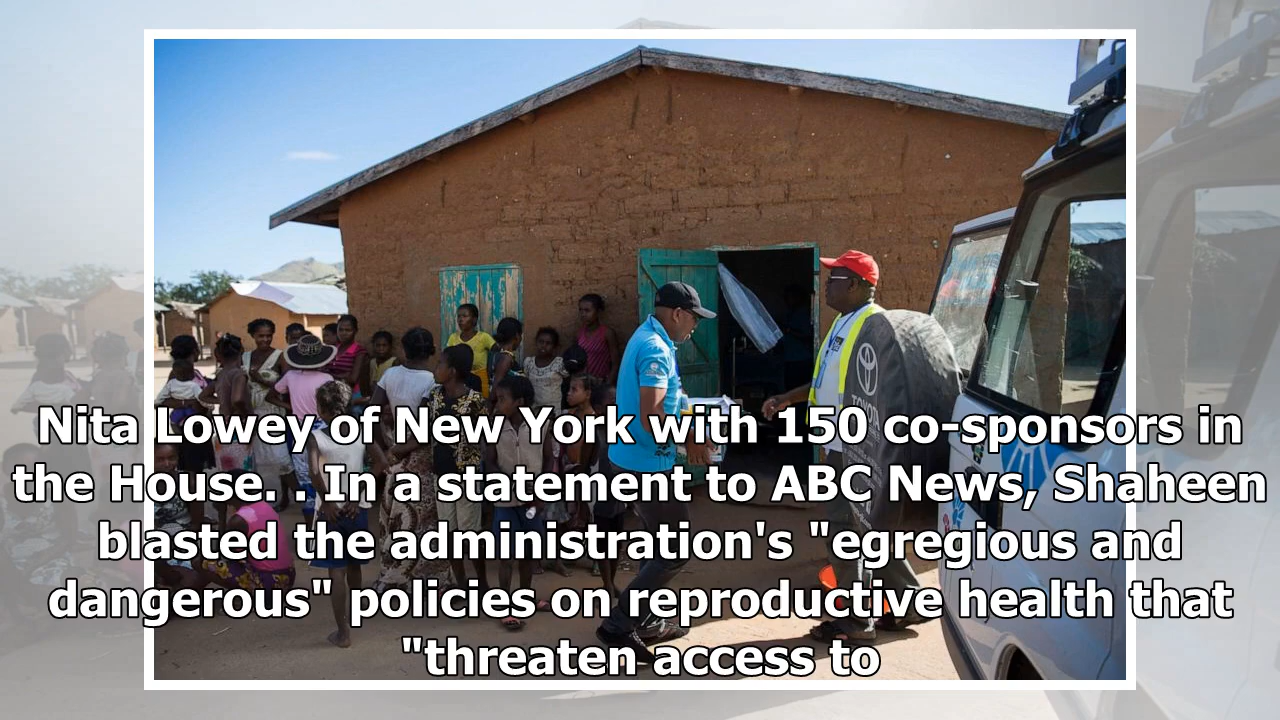 TOYO
Nita Lowey of New York with 150 co-sponsors in
the House. . In a statement to ABC News, Shaheen
blasted the administration's "egregious and
dangerous" policies on reproductive health that
"threaten access to